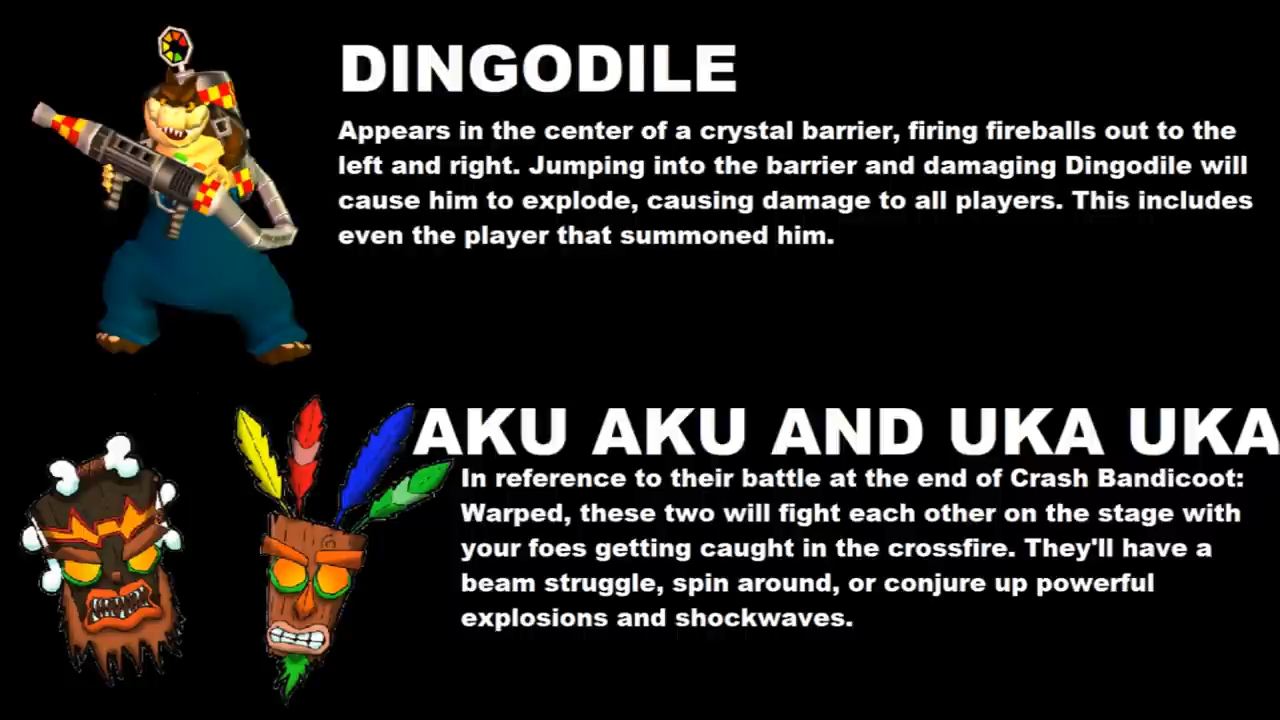 DINGODILE
Appears in the center of a crystal barrier, firing fireballs out to the
left and right. Jumping into the barrier and damaging Dingodile will
cause him to explode, causing damage to all players. This includes
even the player that summoned him.
AKU AKU AND UKA UKA
In reference to their battle at the end of Crash Bandicoot:
Warped, these two will fight each other on the stage with
your foes getting caught in the crossfire. They'll have a
beam struggle, spin around, or conjure up powerful
explosions and shockwaves.